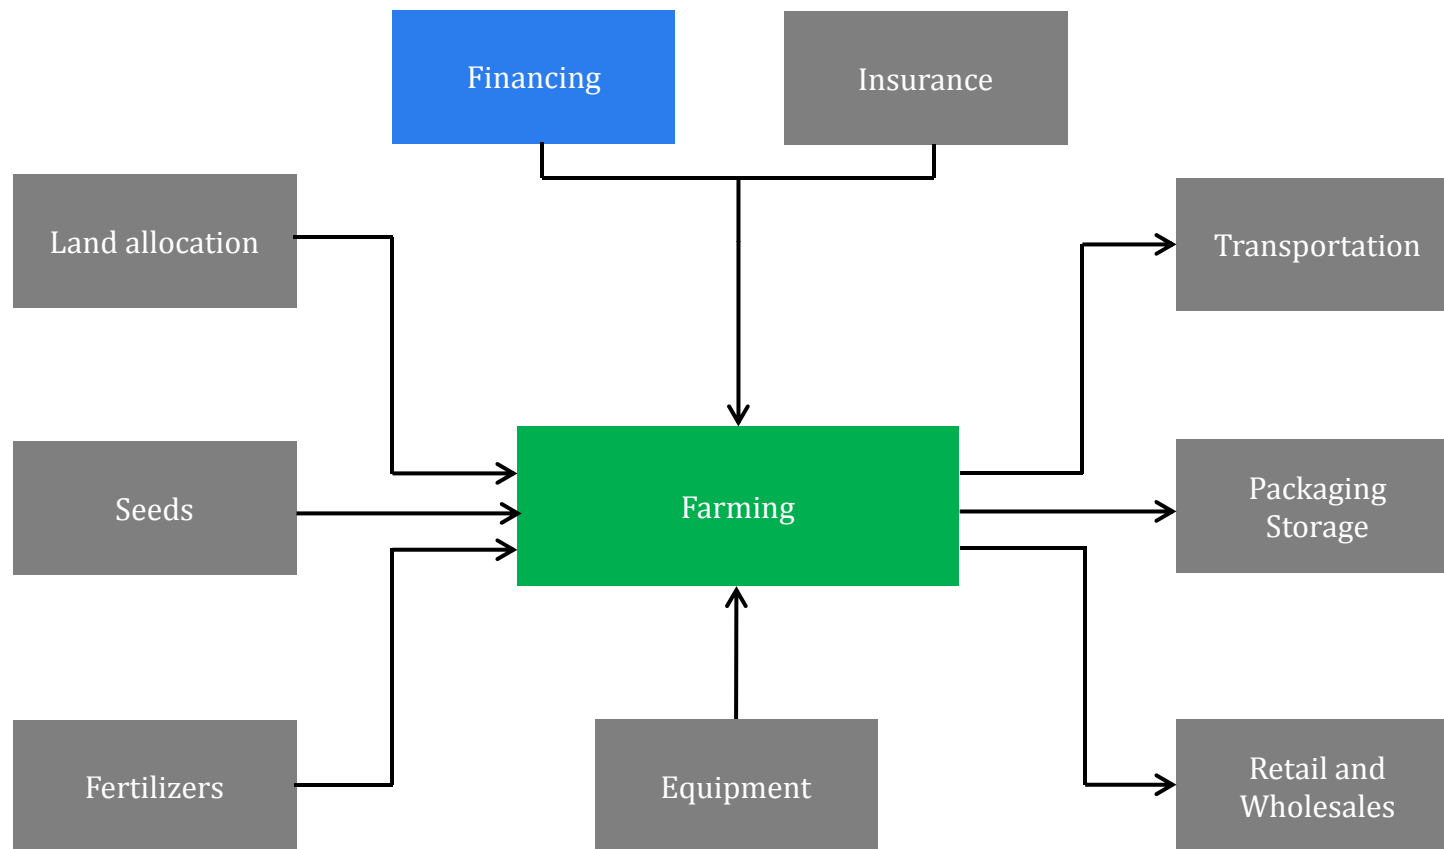 Financing
Insurance
Land allocation
Transportation
Seeds
Farming
Packaging
Storage
Fertilizers
Equipment
Retail and
Wholesales